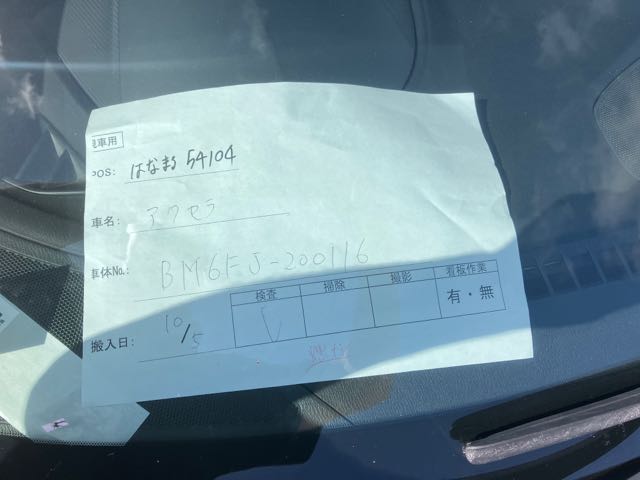 車用
POS: はなまる 54104
車名: アクセラ
車体No.: BM6FJ-200116
検査 掃除 撮影 看板作業
搬入日: 10/5 有・無